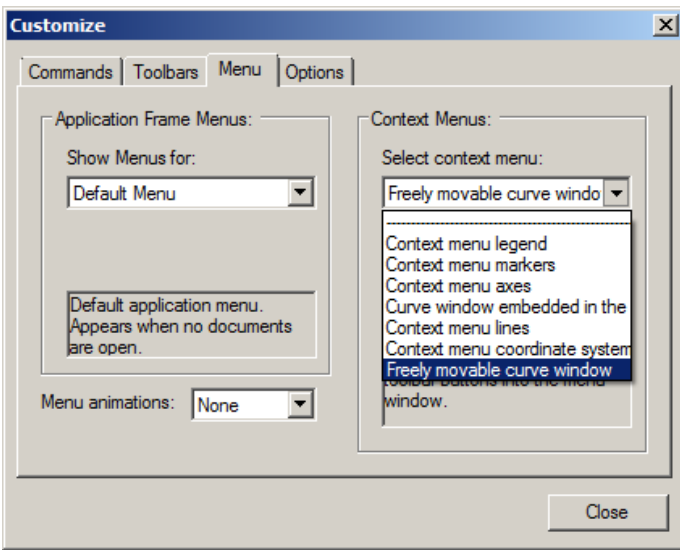 Customize
Commands
Toolbars
Menu
Options
Application Frame Menus:
Show Menus for:
Default Menu
Default application menu.
Appears when no documents
are open.
Menu animations:
None
Context Menus:
Select context menu:
Freely movable curve windo
Context menu legend
Context menu markers
Context menu axes
Curve window embedded in the
Context menu lines
Context menu coordinate system
Freely movable curve window
toolbar buttons into the menu
window.
Close